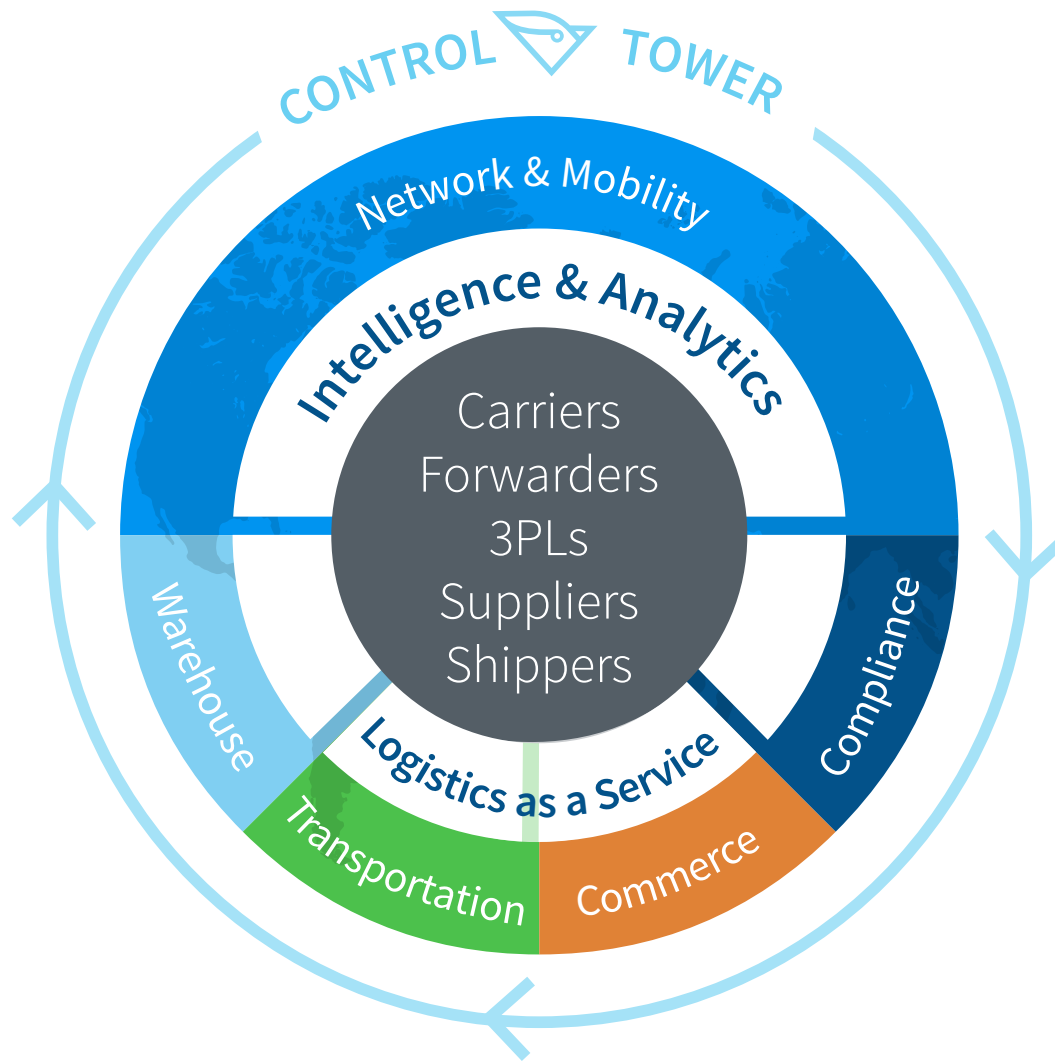 CONTROL TOWER
Network & Mobility
Intelligence & Analytics
Carriers
Forwarders
3PLs
Suppliers
Shippers
Warehouse
Compliance
Logistics as a Service
Transportation
Commerce